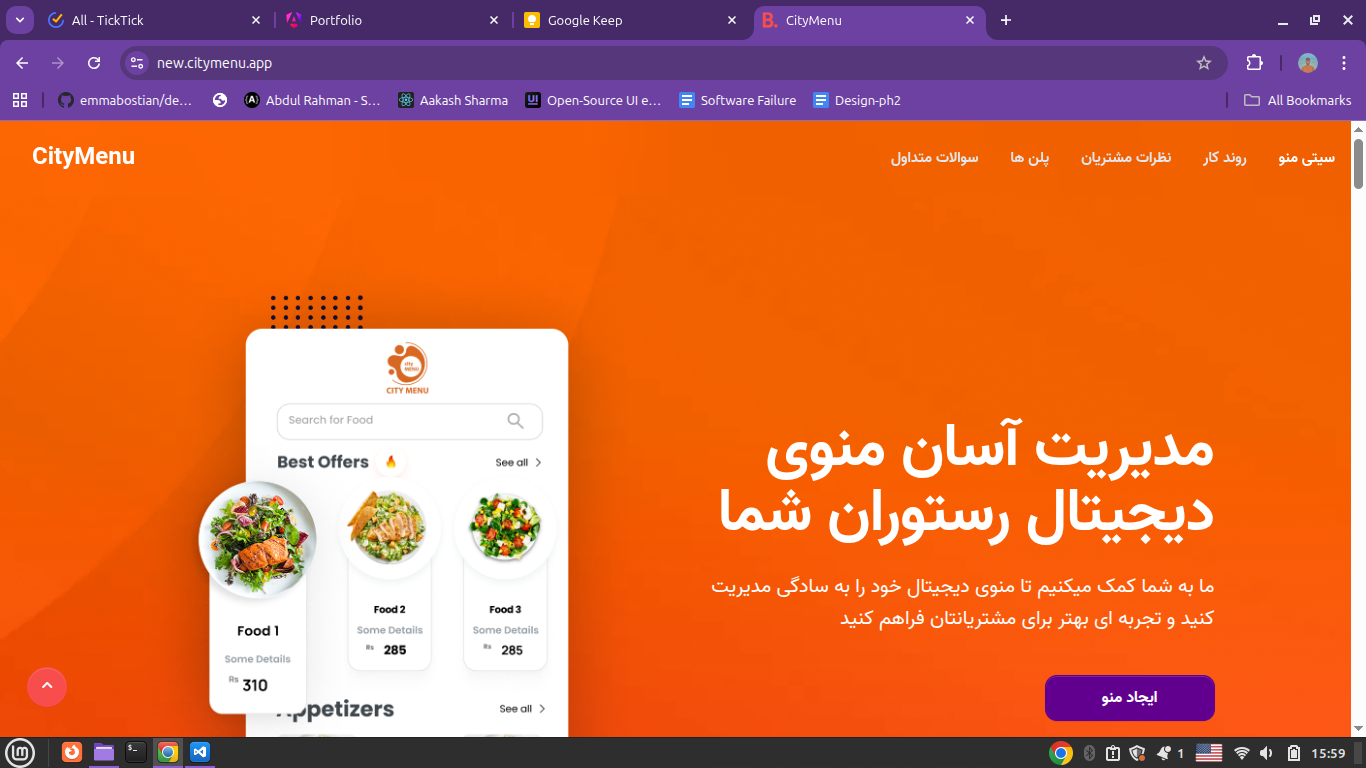 All - TickTick
Portfolio
Google Keep
CityMenu
new.citymenu.app
emmabostian/de...
Abdul Rahman - S...
Aakash Sharma
Open-Source UI e...
Software Failure
Design-ph2
All Bookmarks
CityMenu
سیتی منو
روند کار
نظرات مشتریان
پلن ها
سوالات متداول
city
MENU
CITY MENU
Search for Food
Best Offers
See all
Food 1
Some Details
Rs 310
Food 2
Some Details
Rs 285
Food 3
Some Details
Rs 285
Appetizers
See all
مدیریت آسان منوی
دیجیتال رستوران شما
ما به شما کمک میکنیم تا منوی دیجیتال خود را به سادگی مدیریت
کنید و تجربه ای بهتر برای مشتریانتان فراهم کنید
ایجاد منو
1
15:59